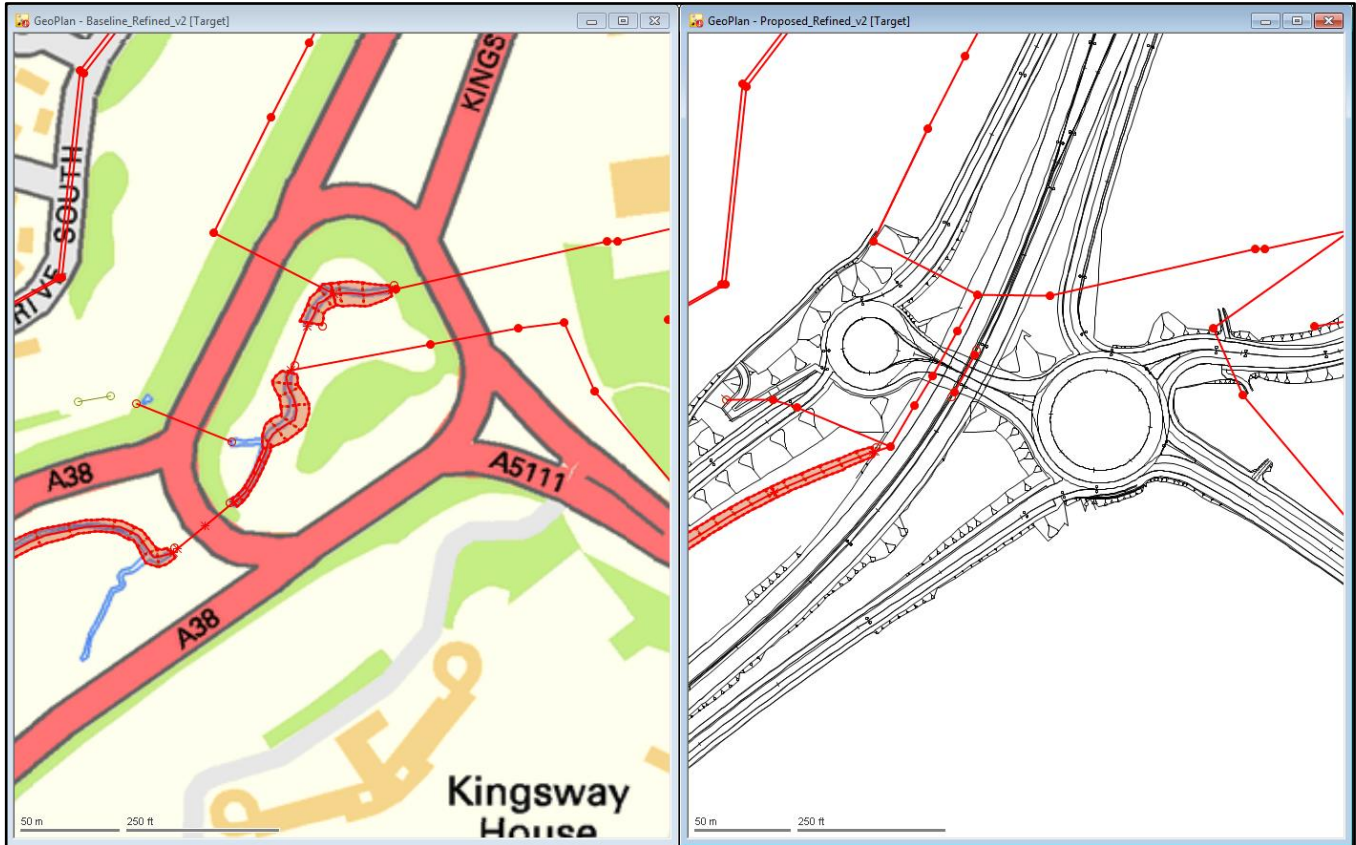 GeoPlan - Baseline_Refined_v2 [Target]
GeoPlan - Proposed_Refined_v2 [Target]
KINGS
SOUTH
DRIVE
A38
A5111
A38
Kingsway
House
50 m
250 ft
50 m
250 ft